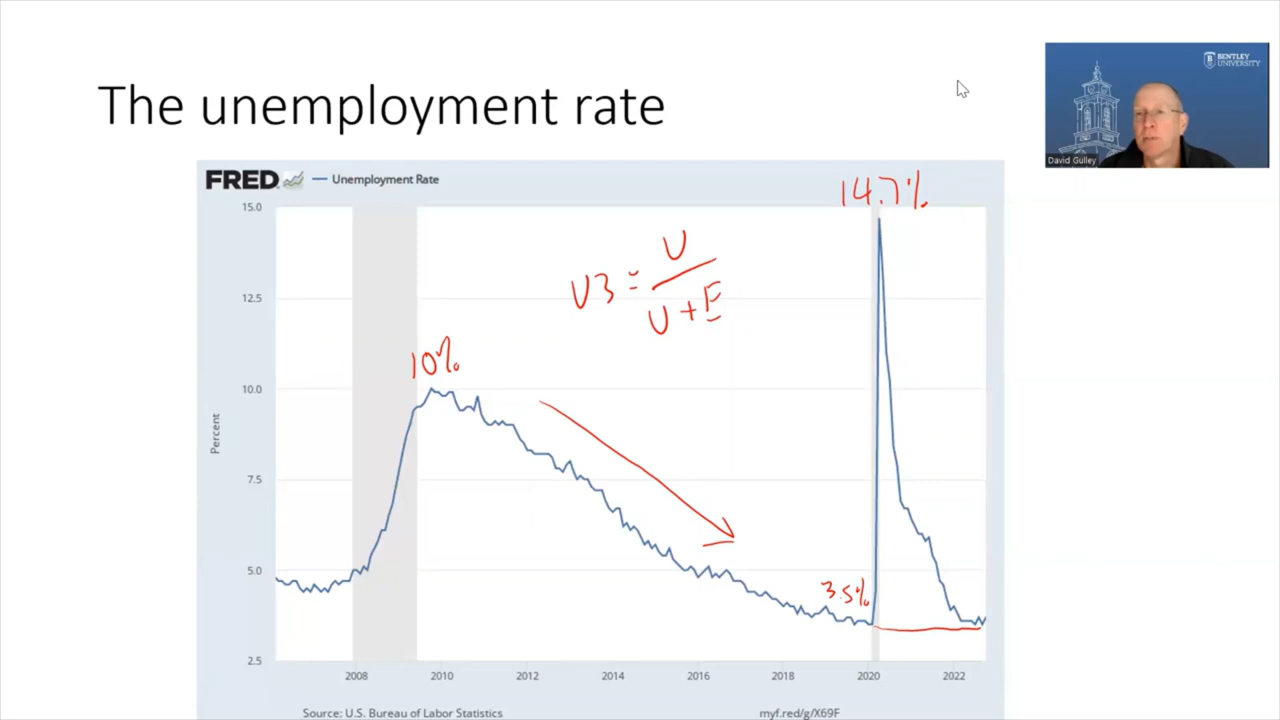 The unemployment rate
BENTLEY
UNIVERSITY
David Gulley
FRED
Unemployment Rate
14.7%
15.0
12.5
10.0
7.5
5.0
2.5
Percent
U3 = U
U + E
10%
3.5%
2008 2010 2012 2014 2016 2018 2020 2022
Source: U.S. Bureau of Labor Statistics
myf.red/g/X69F